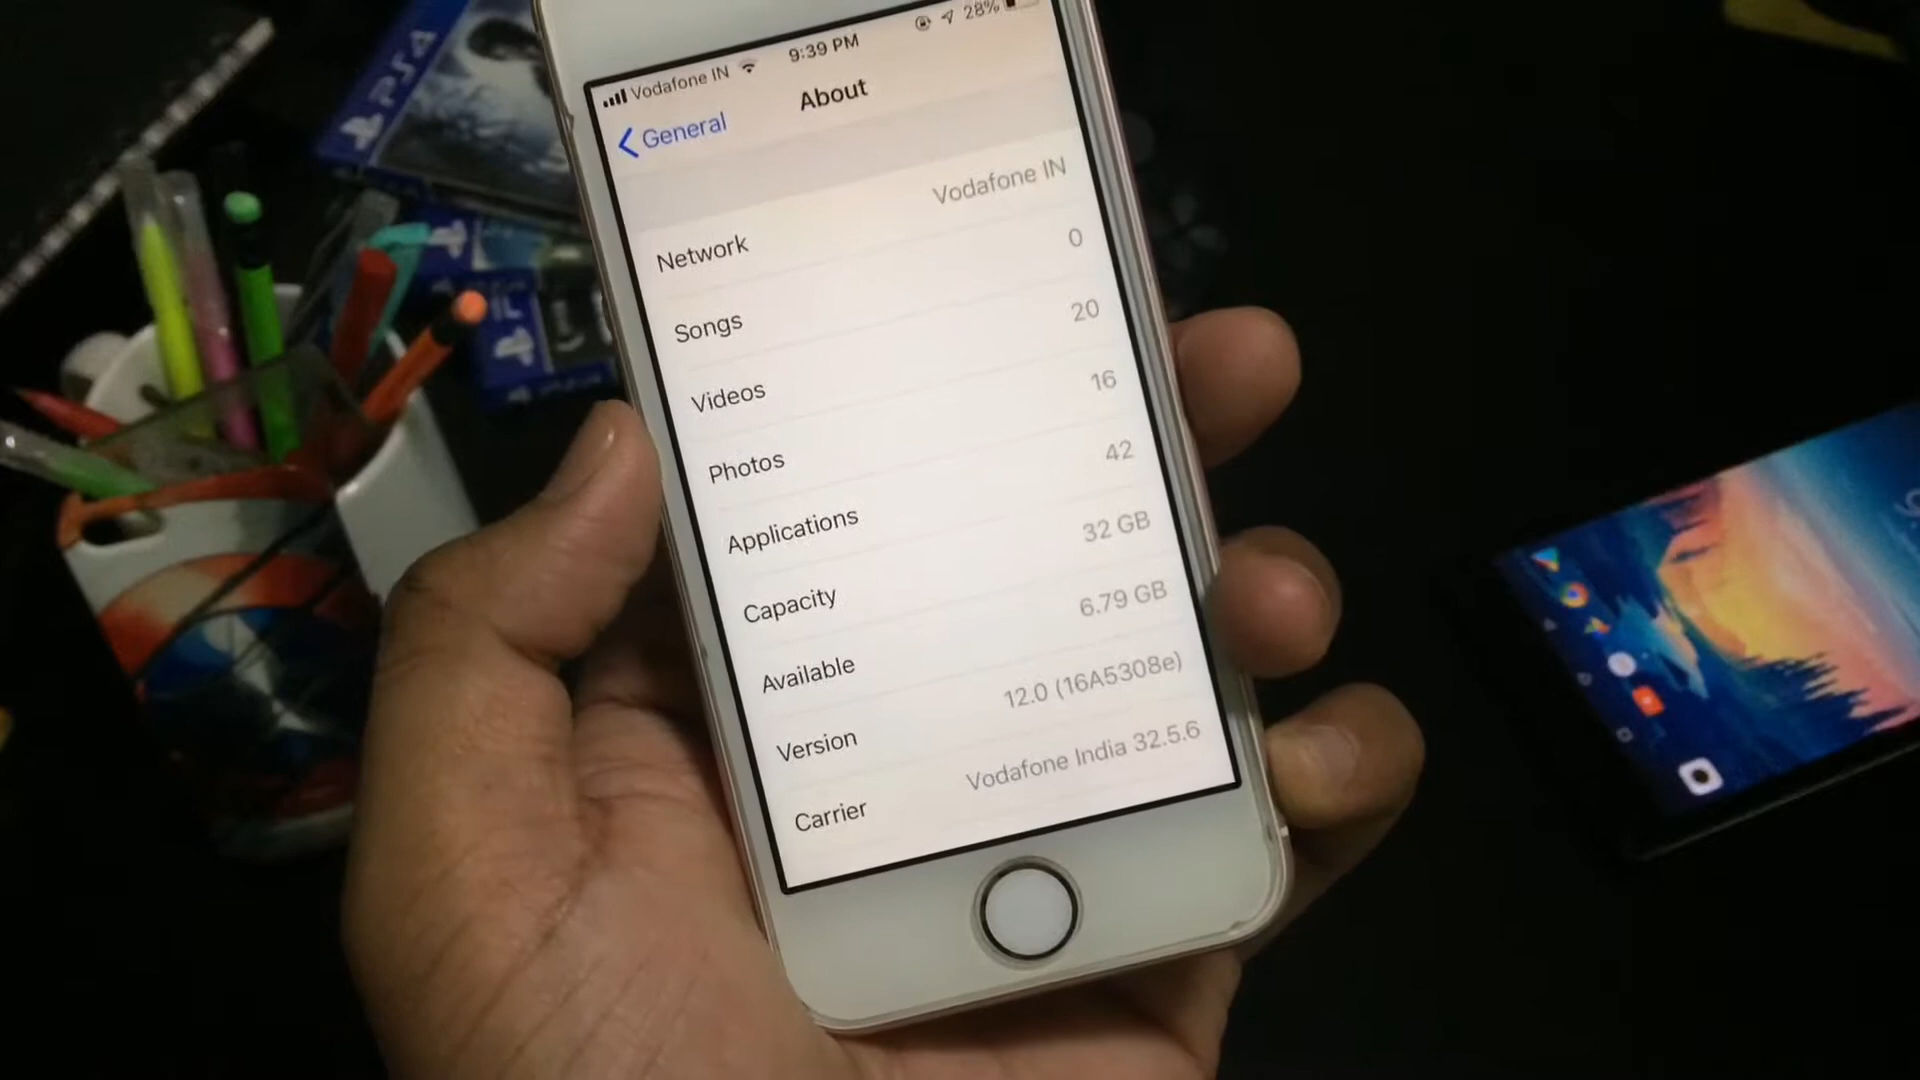 PS4
Vodafone IN 9:39 PM 28%
General About
Network Vodafone IN
Songs 0
Videos 20
Photos 16
Applications 42
Capacity 32 GB
Available 6.79 GB
Version 12.0 (16A5308e)
Carrier Vodafone India 32.5.6